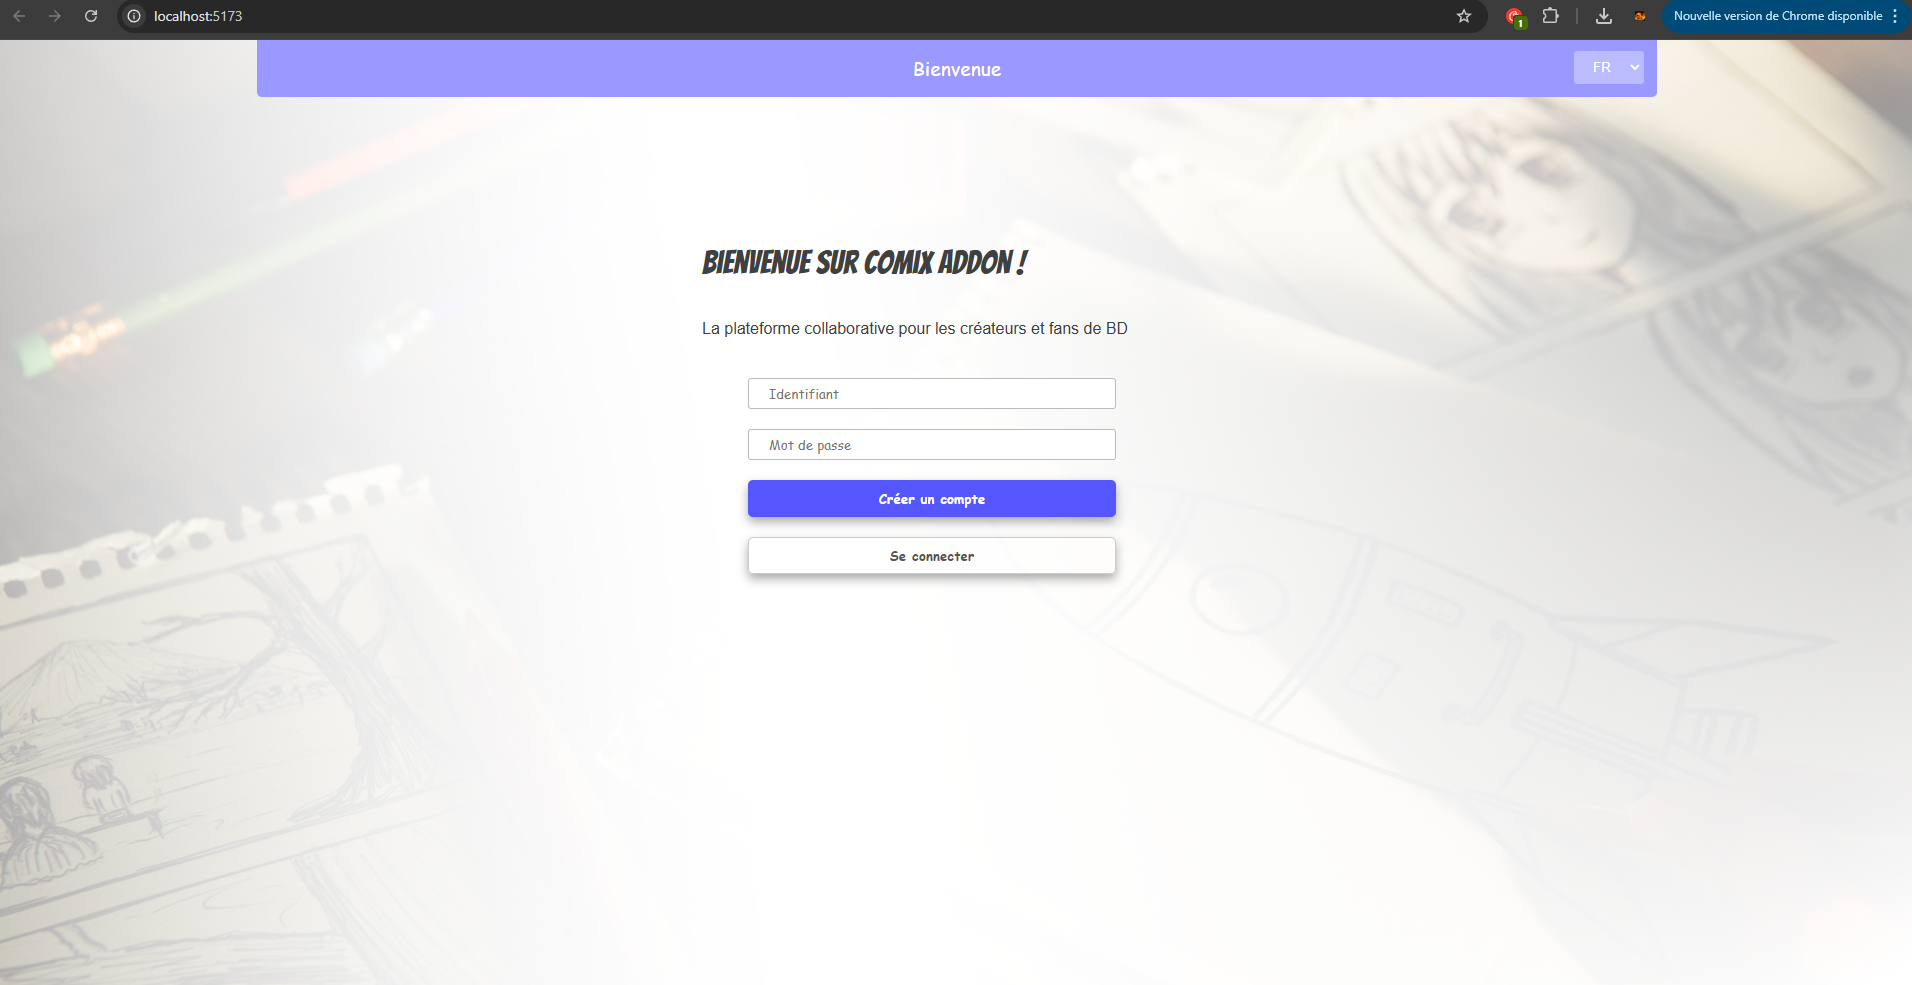 localhost:5173
1
Nouvelle version de Chrome disponible
Bienvenue
FR
BIENVENUE SUR COMIX ADDON !
La plateforme collaborative pour les créateurs et fans de BD
Identifiant
Mot de passe
Créer un compte
Se connecter